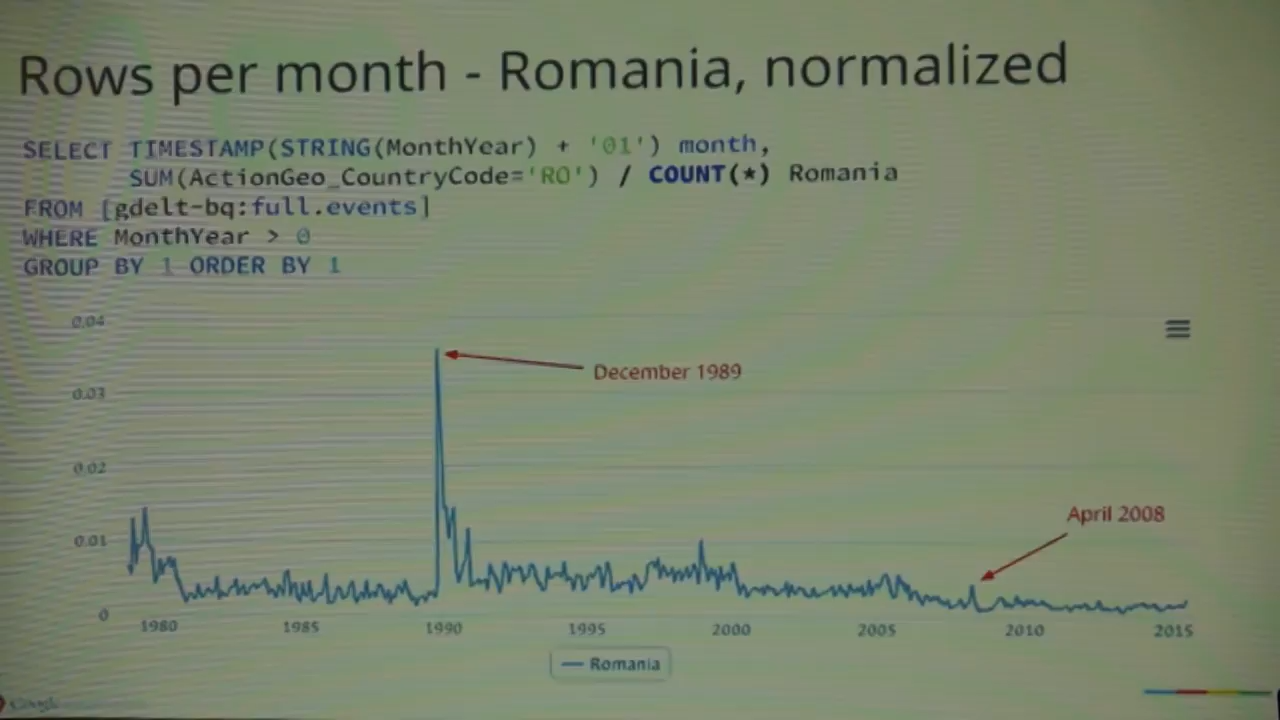 Rows per month - Romania, normalized
SELECT TIMESTAMP(STRING(MonthYear) + '01') month,
SUM(ActionGeo_CountryCode='RO') / COUNT(*) Romania
FROM [gdelt-bq:full.events]
WHERE MonthYear > 0
GROUP BY 1 ORDER BY 1
0.04
December 1989
0.03
0.02
April 2008
0.01
0
1980 1985 1990 1995 2000 2005 2010 2015
Romania
Google